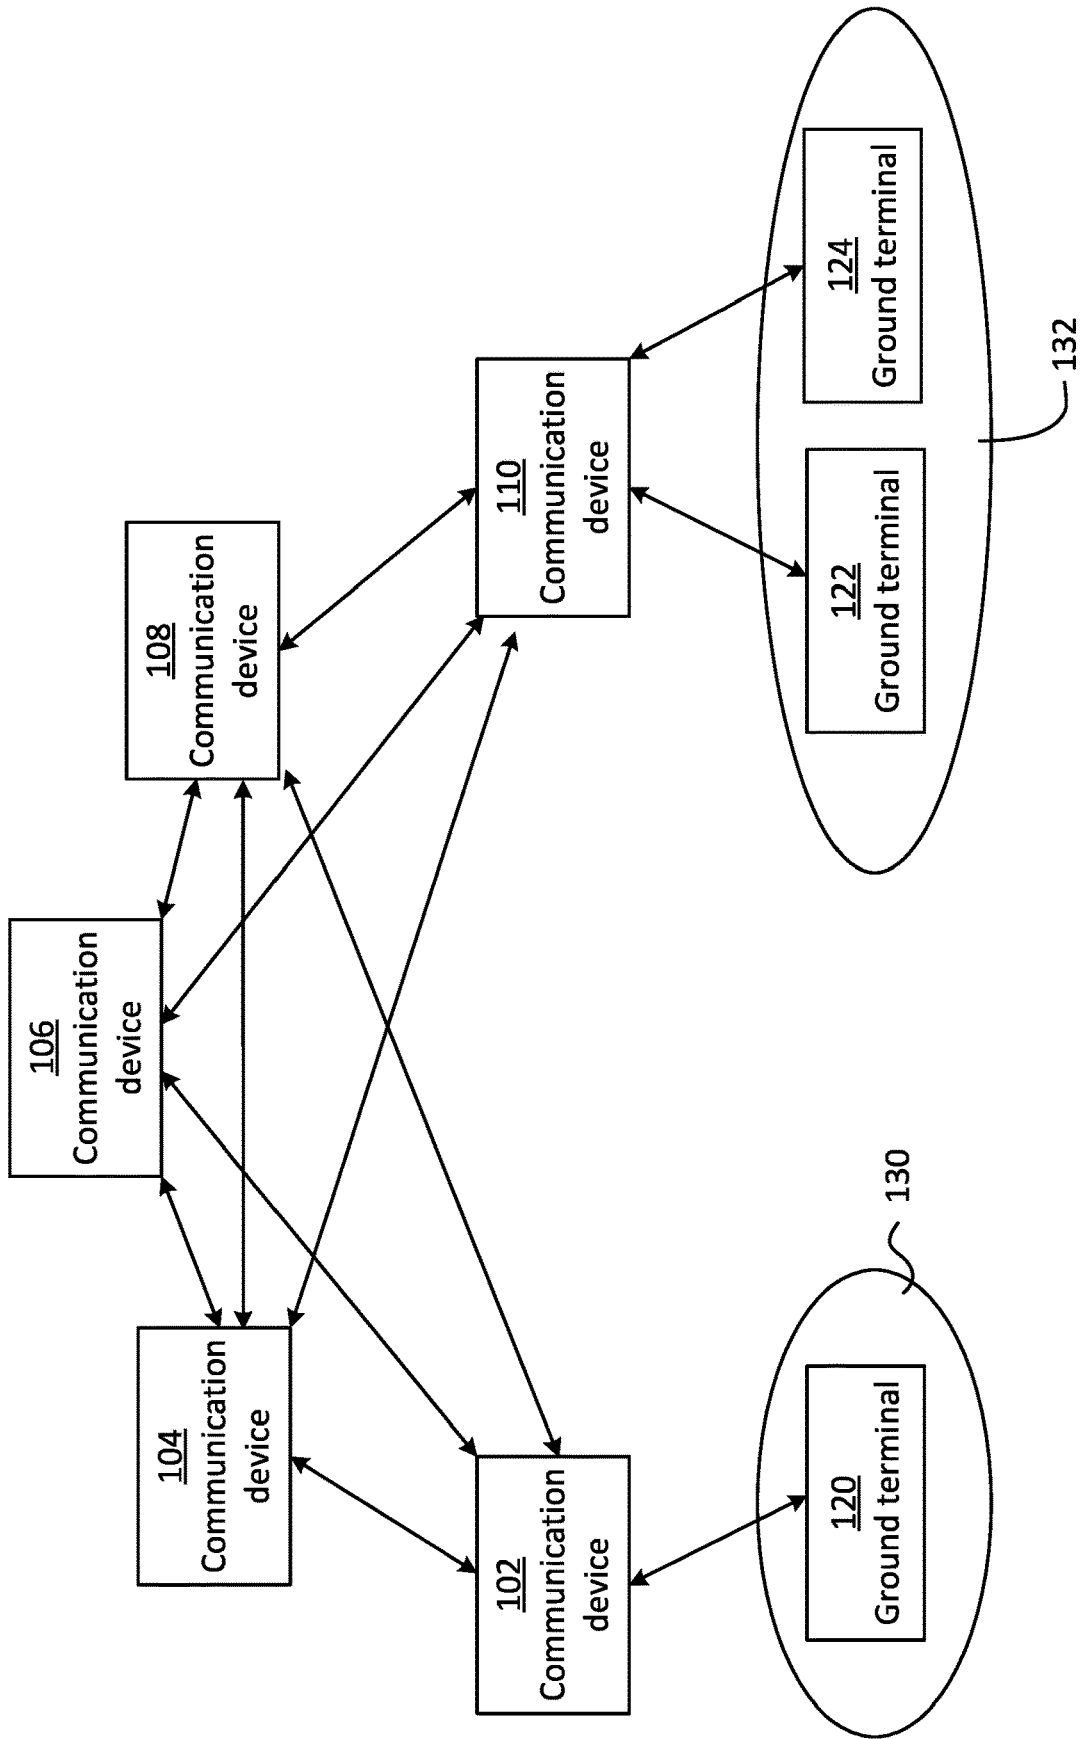 106
Communication
device
104
Communication
device
108
Communication
device
102
Communication
device
110
Communication
device
120
Ground terminal
130
122
Ground terminal
124
Ground terminal
132